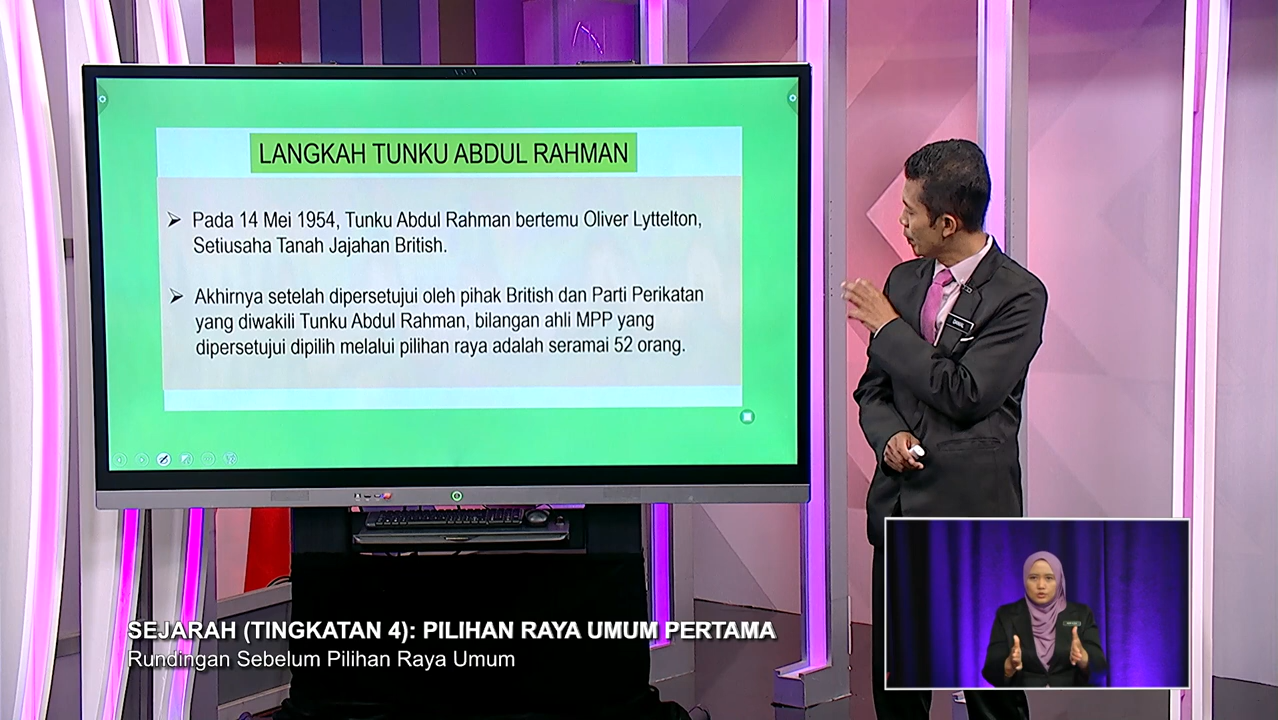 LANGKAH TUNKU ABDUL RAHMAN
➢ Pada 14 Mei 1954, Tunku Abdul Rahman bertemu Oliver Lyttelton,
Setiusaha Tanah Jajahan British.
➢ Akhirnya setelah dipersetujui oleh pihak British dan Parti Perikatan
yang diwakili Tunku Abdul Rahman, bilangan ahli MPP yang
dipersetujui dipilih melalui pilihan raya adalah seramai 52 orang.
SEJARAH (TINGKATAN 4): PILIHAN RAYA UMUM PERTAMA
Rundingan Sebelum Pilihan Raya Umum